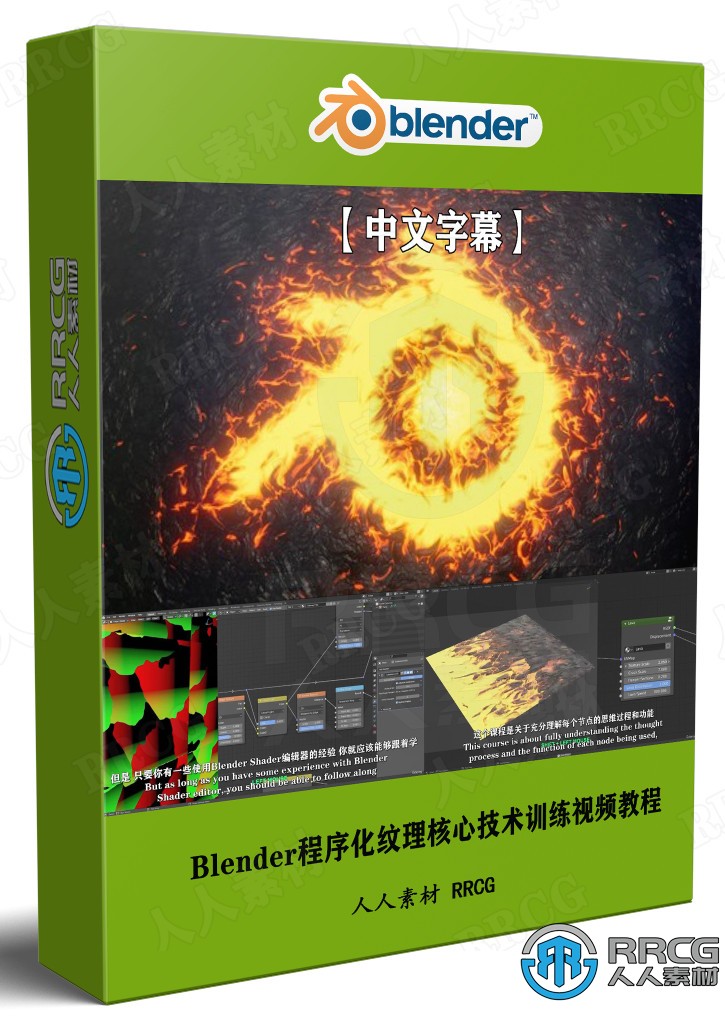 blender™
【中文字幕】
RRCG
人人素材
但是 只要你有一些使用Blender Shader编辑器的经验 你就应该能够跟着学
But as long as you have some experience with Blender
Shader editor, you should be able to follow along
这个课程是关于充分理解每个节点的思维过程和功能
This course is about fully understanding the thought
process and the function of each node being used,
Blender程序化纹理核心技术训练视频教程
人人素材 RRCG
RRCG
人人素材